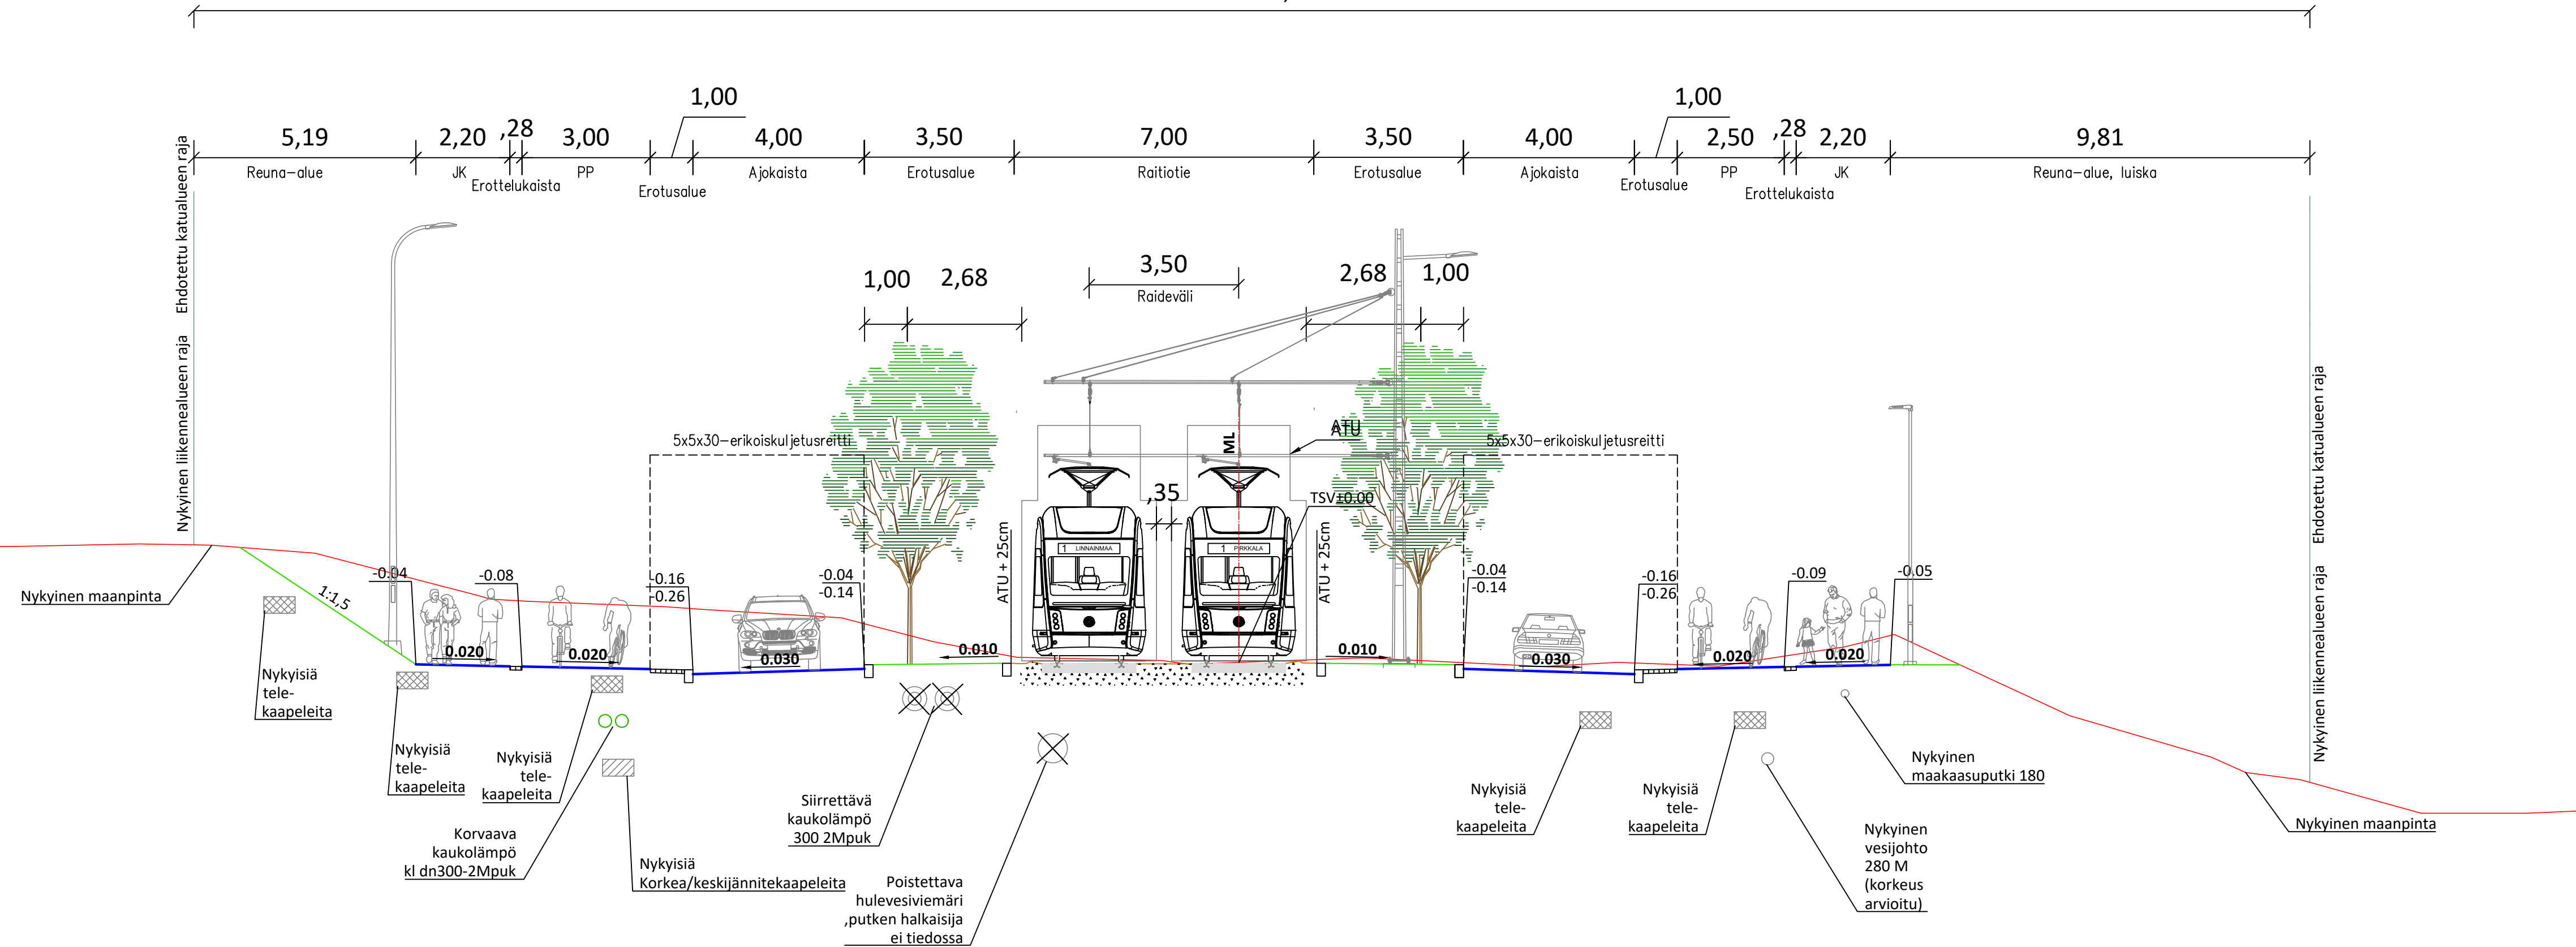 1,00
1,00
5,19
2,20
,28
3,00
4,00
3,50
7,00
3,50
4,00
2,50
,28
2,20
9,81
Reuna-alue
JK
Erottelukaista
PP
Erotusalue
Ajokaista
Erotusalue
Raitiotie
Erotusalue
Ajokaista
Erotusalue
PP
Erottelukaista
JK
Reuna-alue, luiska
Nykyinen liikennealueen raja
Ehdotettu katualueen raja
1,00
2,68
3,50
Raideväli
2,68
1,00
5x5x30-erikoiskuljetusreitti
ML
ATU
5x5x30-erikoiskuljetusreitti
,35
TSV±0.00
ATU + 25cm
ATU + 25cm
1 LINNAINMAA
1 PIRKKALA
Nykyinen maanpinta
1:1,5
-0.04
-0.08
-0.16
-0.26
-0.04
-0.14
-0.04
-0.14
-0.16
-0.26
-0.09
-0.05
0.020
0.020
0.030
0.010
0.010
0.030
0.020
0.020
Nykyinen liikennealueen raja
Ehdotettu katualueen raja
Nykyisiä
tele-
kaapeleita
Nykyisiä
tele-
kaapeleita
Nykyisiä
tele-
kaapeleita
Korvaava
kaukolämpö
kl dn300-2Mpuk
Nykyisiä
Korkea/keskijännitekaapeleita
Siirrettävä
kaukolämpö
300 2Mpuk
Poistettava
hulevesiviemäri
,putken halkaisija
ei tiedossa
Nykyisiä
tele-
kaapeleita
Nykyisiä
tele-
kaapeleita
Nykyinen
vesijohto
280 M
(korkeus
arvioitu)
Nykyinen
maakaasuputki 180
Nykyinen maanpinta